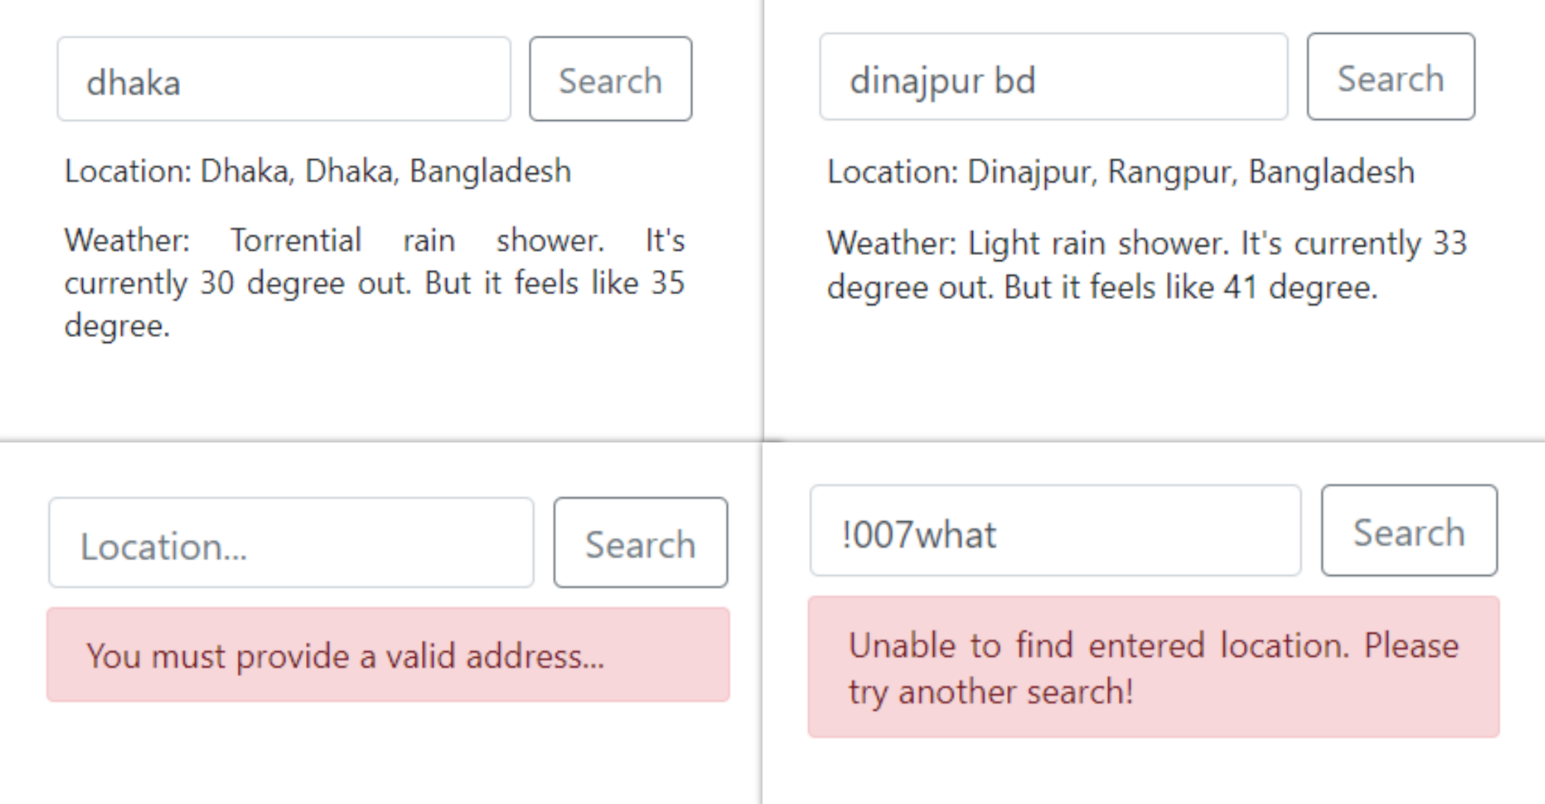 dhaka
Search
Location: Dhaka, Dhaka, Bangladesh
Weather: Torrential rain shower. It's
currently 30 degree out. But it feels like 35
degree.
dinajpur bd
Search
Location: Dinajpur, Rangpur, Bangladesh
Weather: Light rain shower. It's currently 33
degree out. But it feels like 41 degree.
Location...
Search
You must provide a valid address...
!007what
Search
Unable to find entered location. Please
try another search!